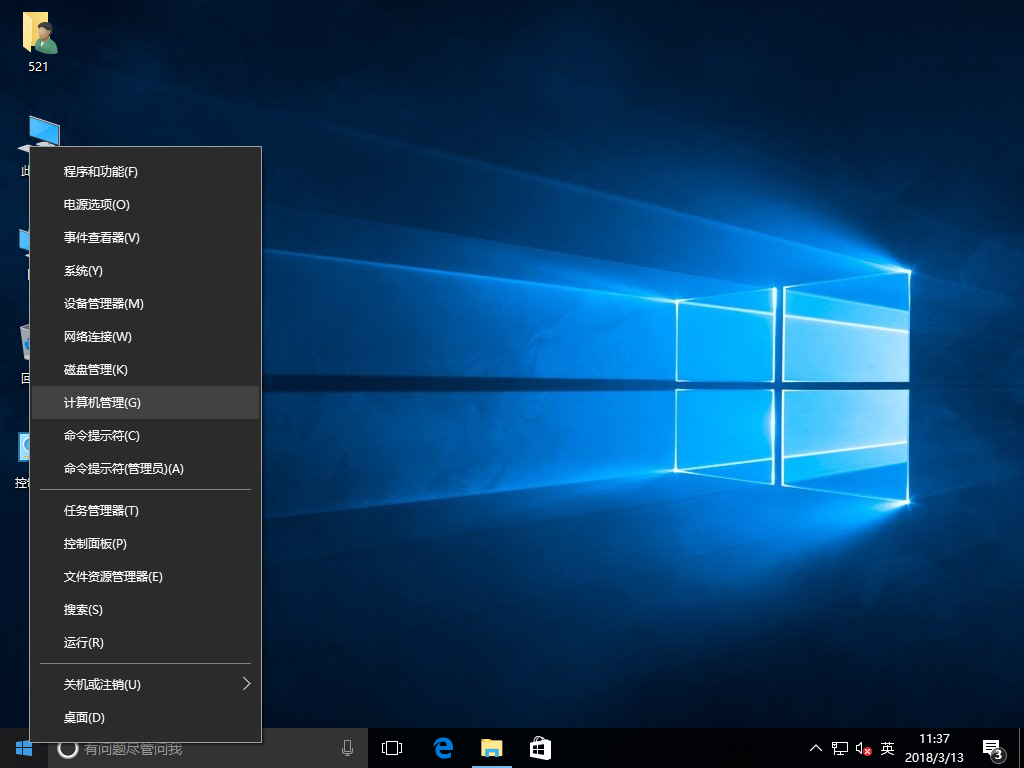 521
程序和功能(F)
电源选项(O)
事件查看器(V)
系统(Y)
设备管理器(M)
网络连接(W)
磁盘管理(K)
计算机管理(G)
命令提示符(C)
命令提示符(管理员)(A)
任务管理器(T)
控制面板(P)
文件资源管理器(E)
搜索(S)
运行(R)
关机或注销(U)
桌面(D)
有问题尽管问我
英
11:37
2018/3/13
3